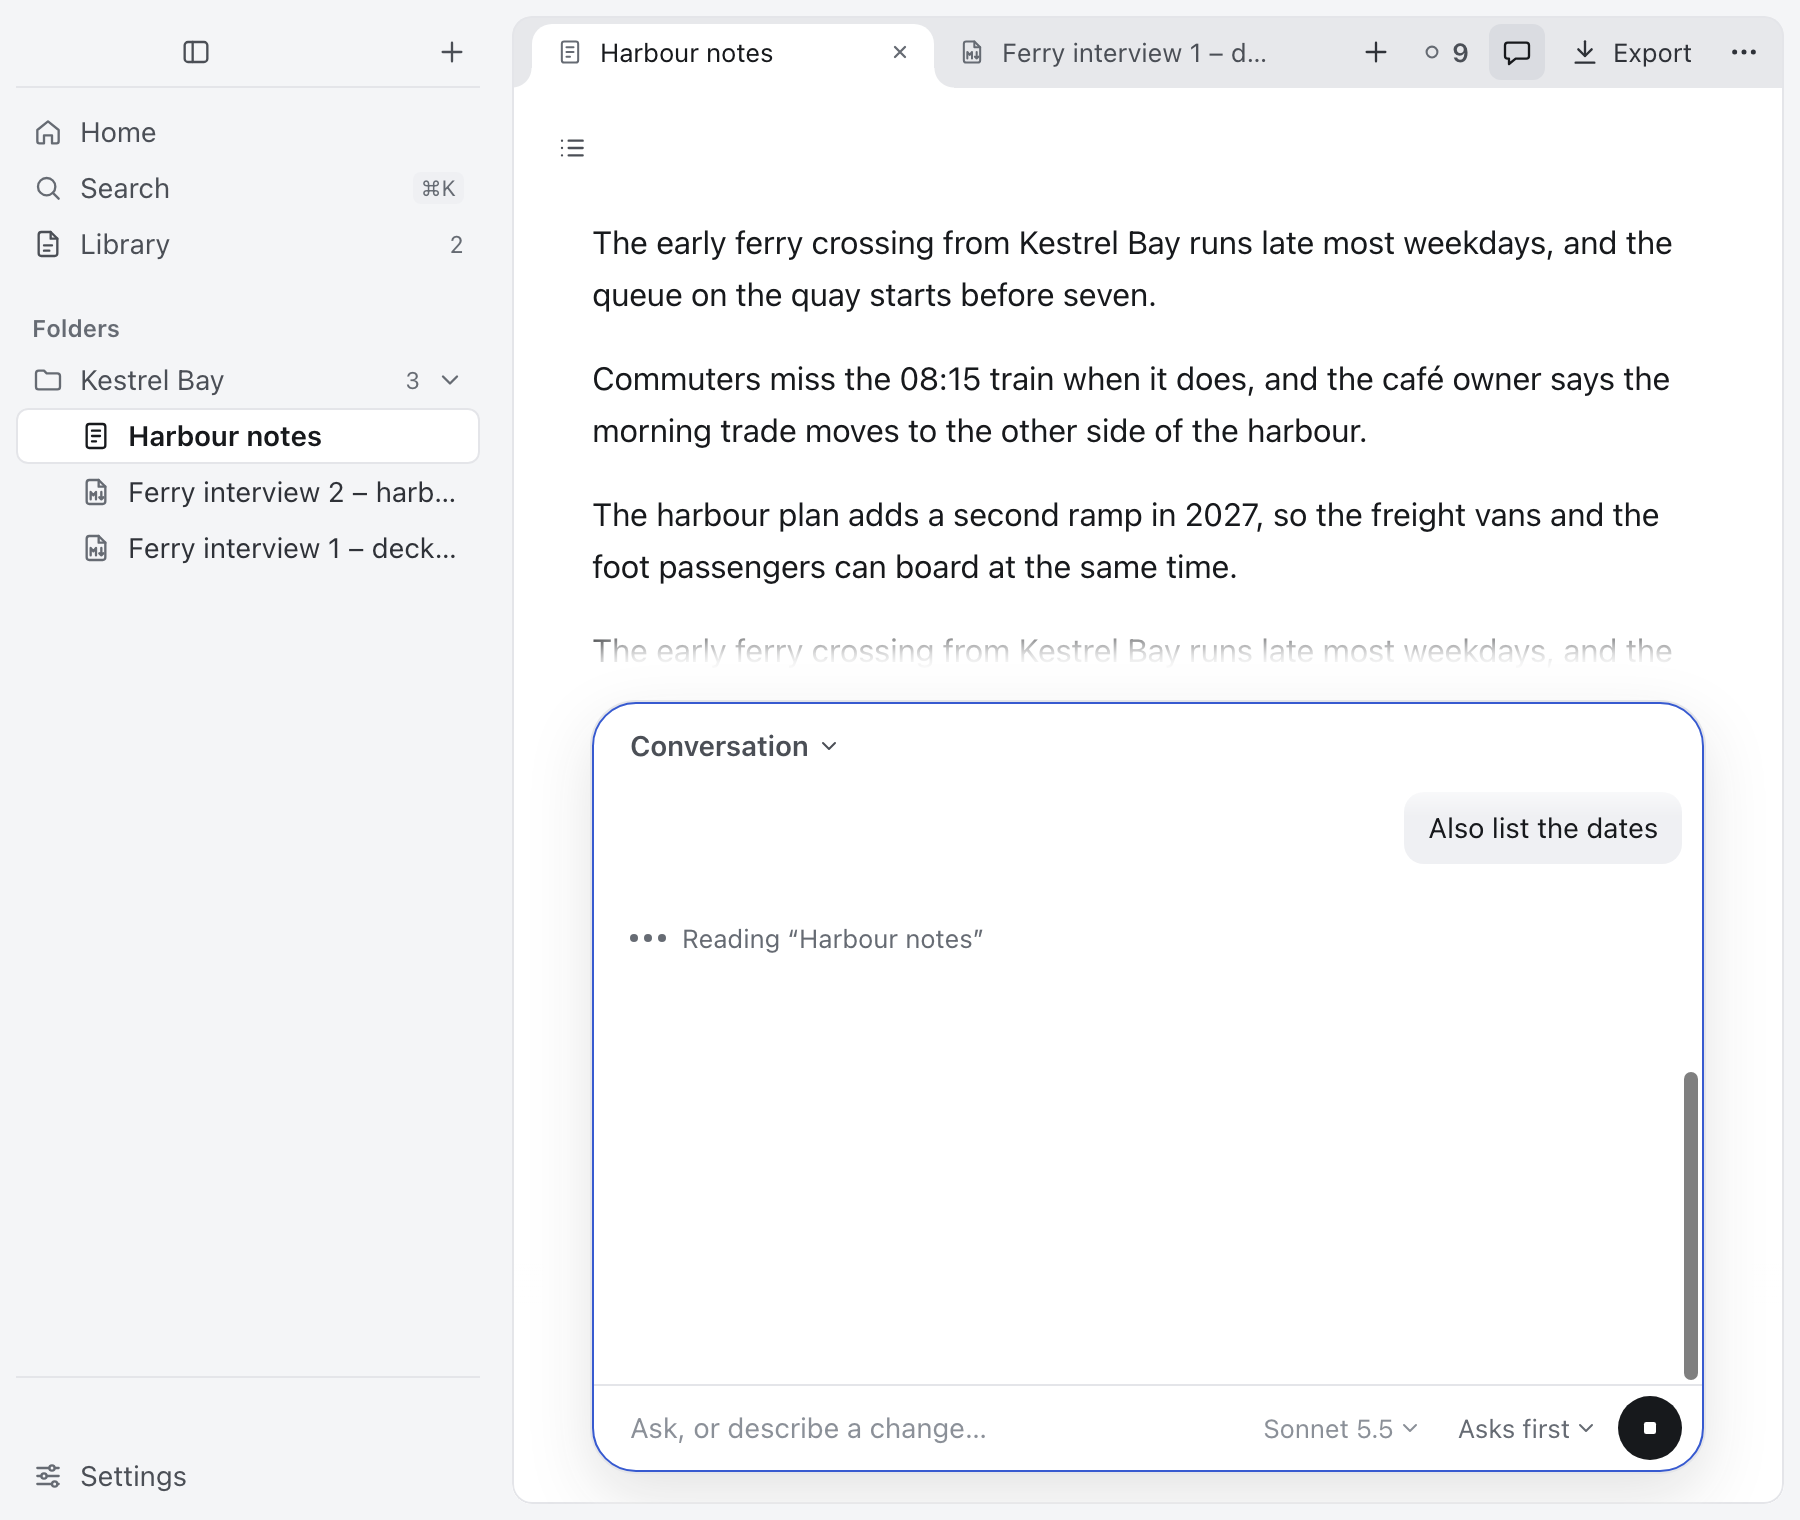 Home
Search ⌘K
Library 2
Folders
Kestrel Bay 3
Harbour notes
Ferry interview 2 – harb...
Ferry interview 1 – deck...
Settings
Harbour notes
Ferry interview 1 – d...
9
Export
The early ferry crossing from Kestrel Bay runs late most weekdays, and the
queue on the quay starts before seven.
Commuters miss the 08:15 train when it does, and the café owner says the
morning trade moves to the other side of the harbour.
The harbour plan adds a second ramp in 2027, so the freight vans and the
foot passengers can board at the same time.
The early ferry crossing from Kestrel Bay runs late most weekdays, and the
Conversation
Also list the dates
Reading “Harbour notes”
Ask, or describe a change...
Sonnet 5.5
Asks first